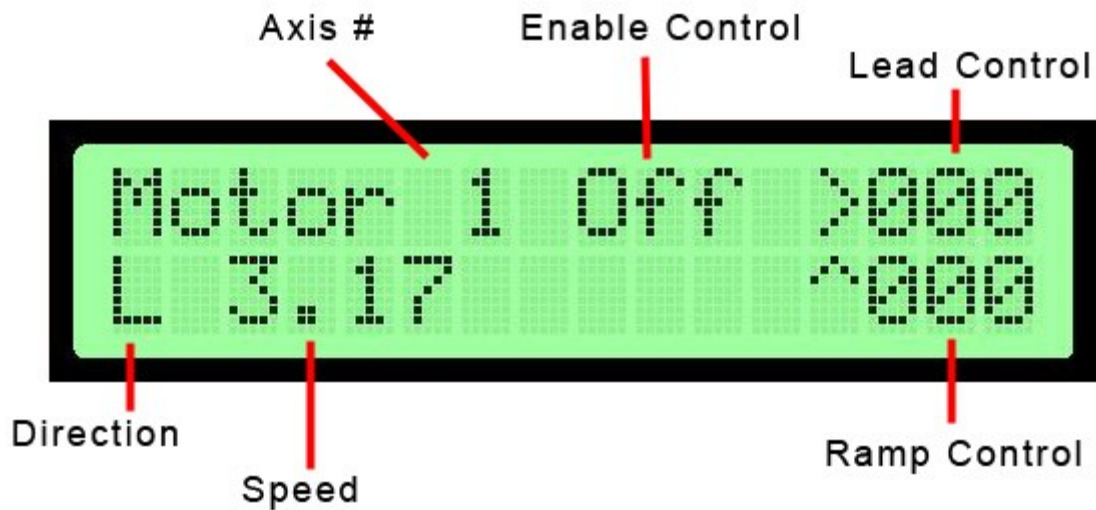 Axis # Enable Control
Lead Control
Motor 1 Off >000
L 3.17 ^000
Direction
Ramp Control
Speed